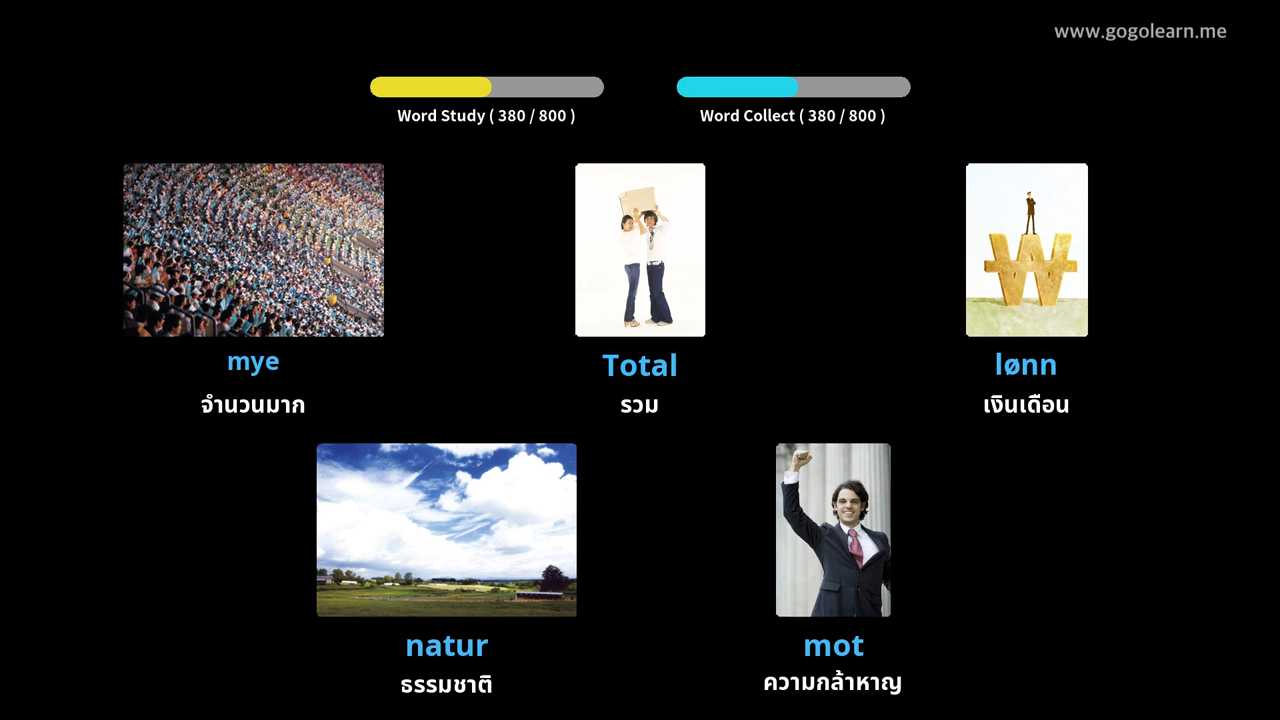 www.gogolearn.me
Word Study ( 380 / 800 )
Word Collect ( 380 / 800 )
mye
จำนวนมาก
Total
รวม
lønn
เงินเดือน
natur
ธรรมชาติ
mot
ความกล้าหาญ